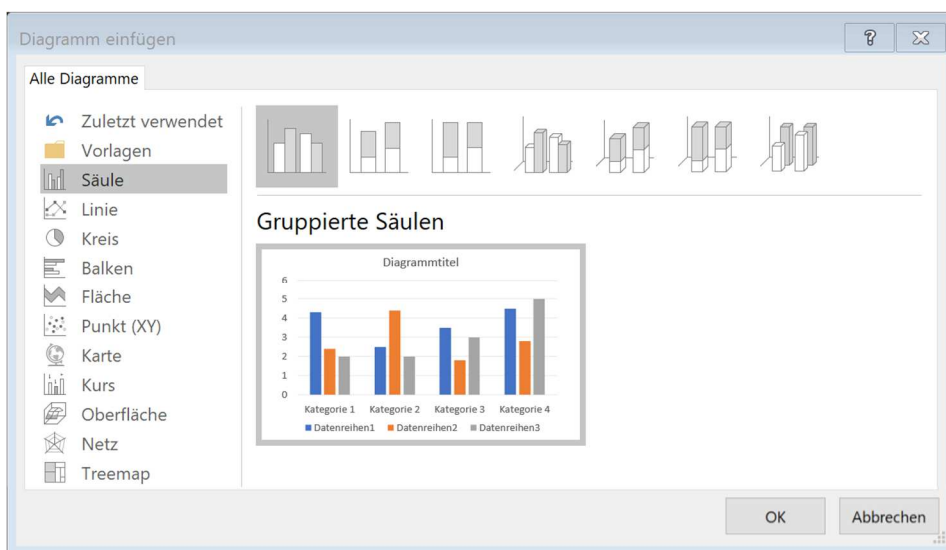 Diagramm einfügen
?
Alle Diagramme
Zuletzt verwendet
Vorlagen
Säule
Linie
Kreis
Balken
Fläche
Punkt (XY)
Karte
Kurs
Oberfläche
Netz
Treemap
Gruppierte Säulen
Diagrammtitel
6
5
4
3
2
1
0
Kategorie 1 Kategorie 2 Kategorie 3 Kategorie 4
Datenreihen1 Datenreihen2 Datenreihen3
OK Abbrechen